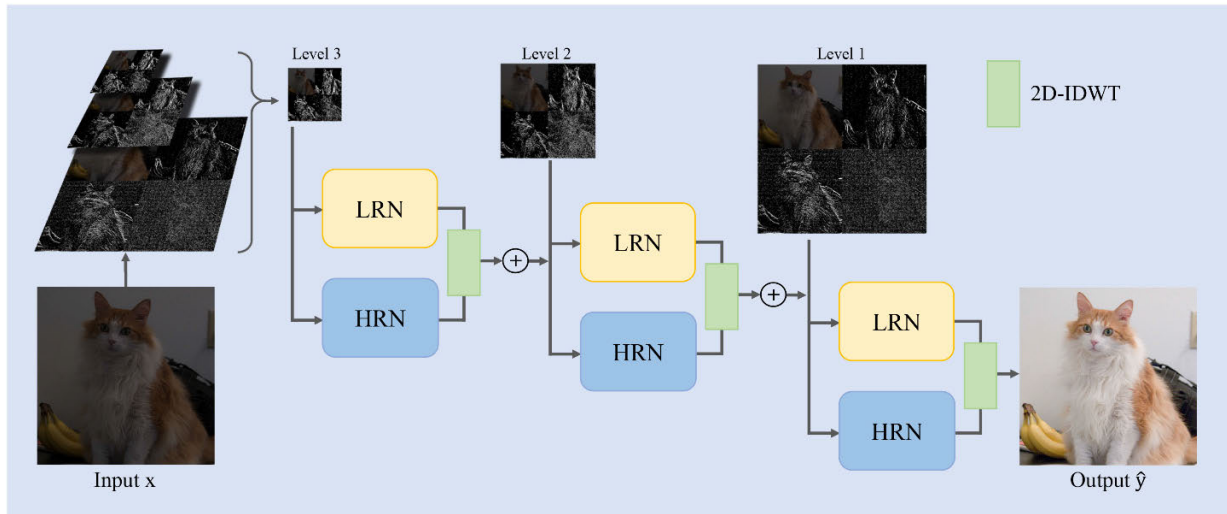 Level 3
Level 2
Level 1
2D-IDWT
LRN
HRN
LRN
HRN
LRN
HRN
Input x
Output ŷ